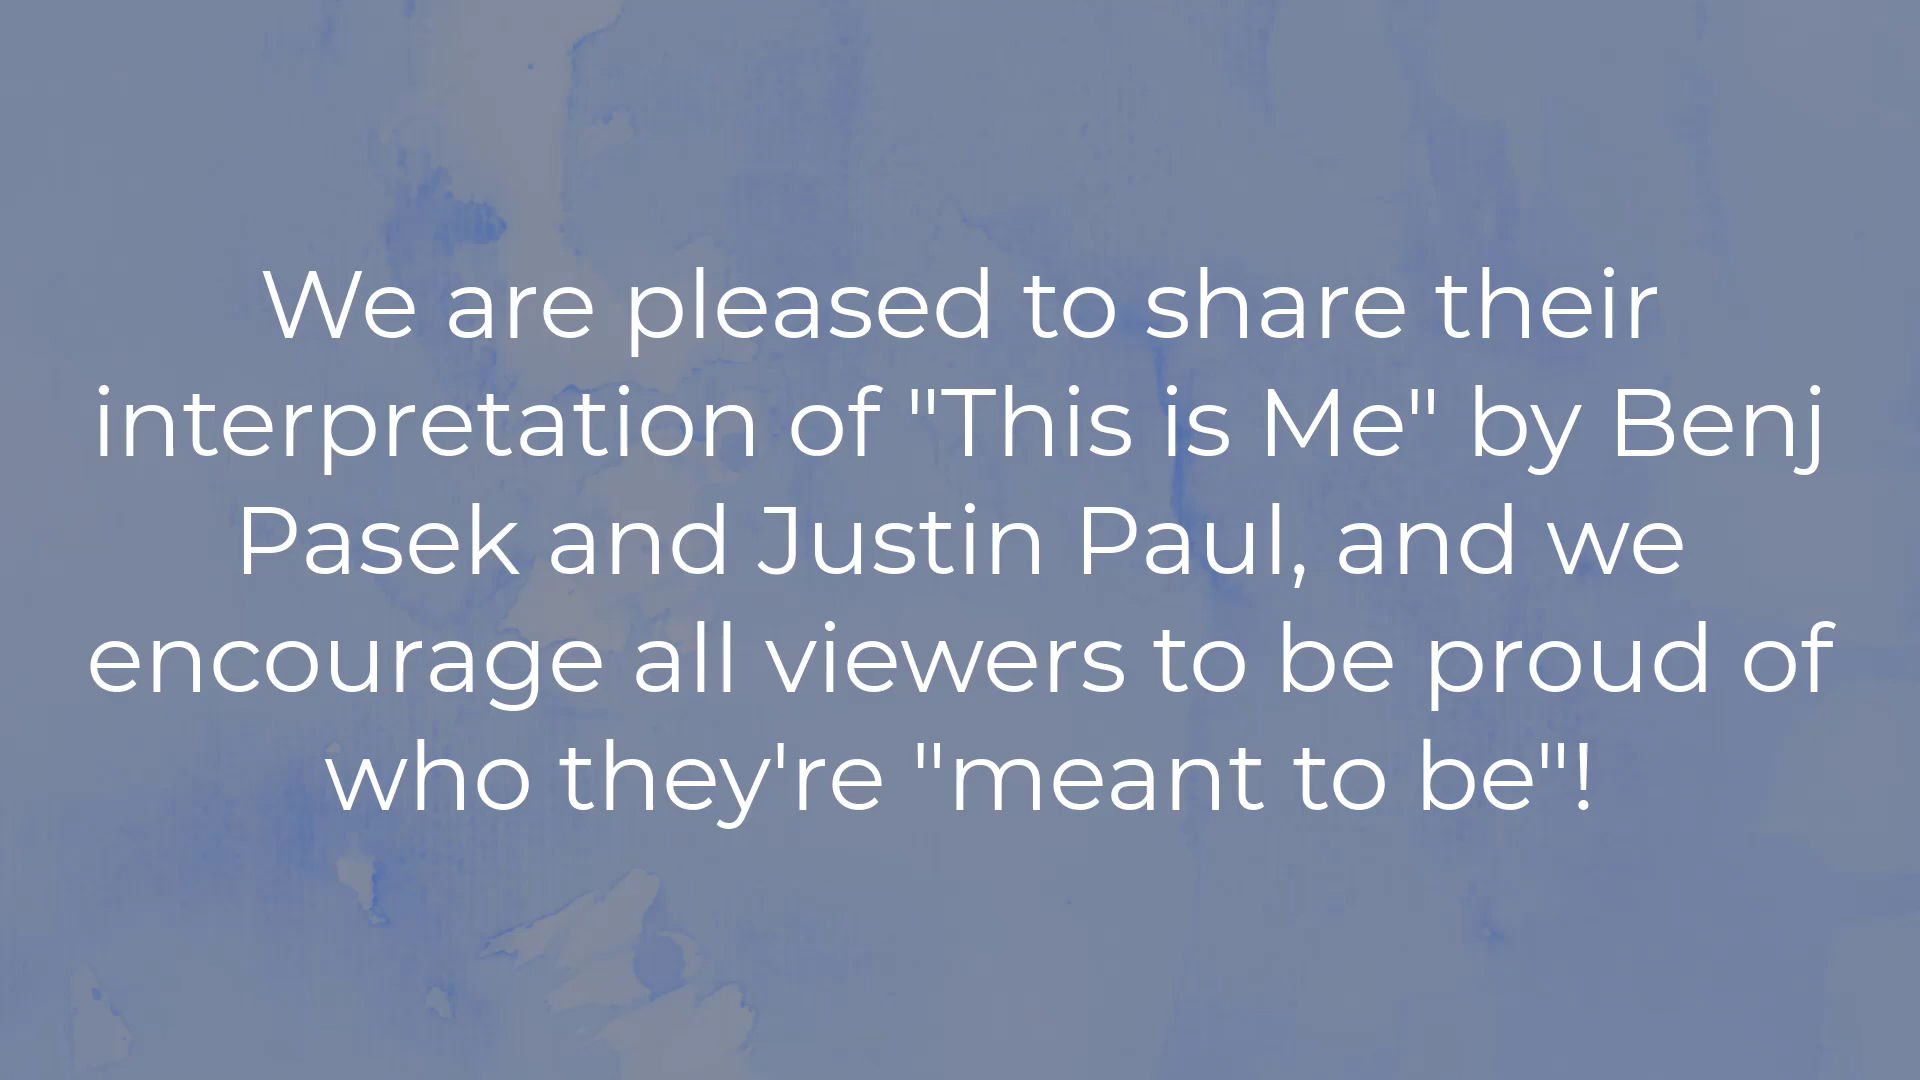 We are pleased to share their
interpretation of "This is Me" by Benj
Pasek and Justin Paul, and we
encourage all viewers to be proud of
who they're "meant to be"!